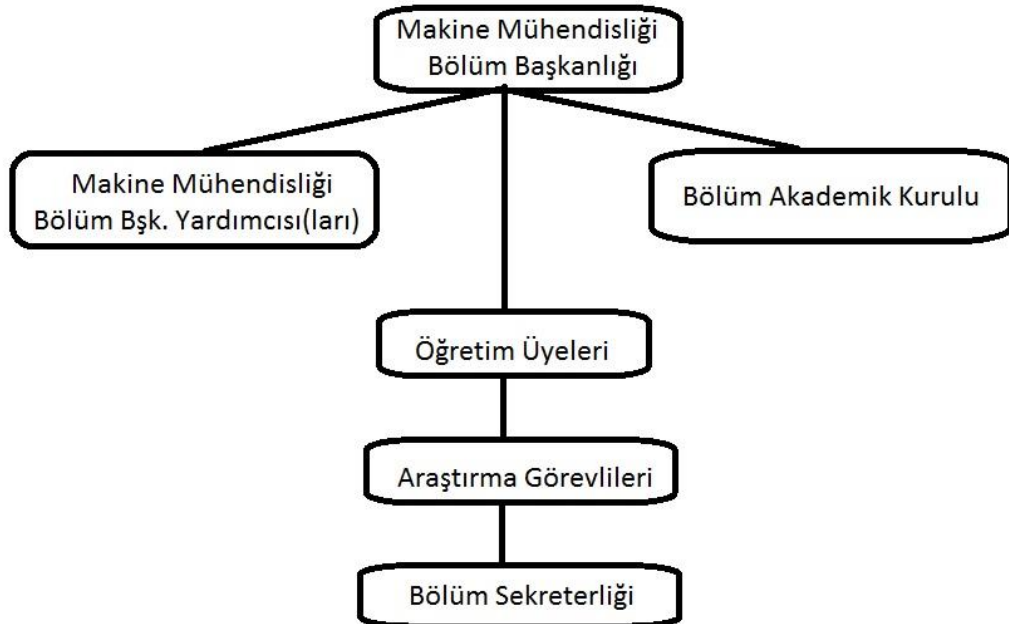 Makine Mühendisliği
Bölüm Başkanlığı
Makine Mühendisliği
Bölüm Bşk. Yardımcısı(ları)
Bölüm Akademik Kurulu
Öğretim Üyeleri
Araştırma Görevlileri
Bölüm Sekreterliği